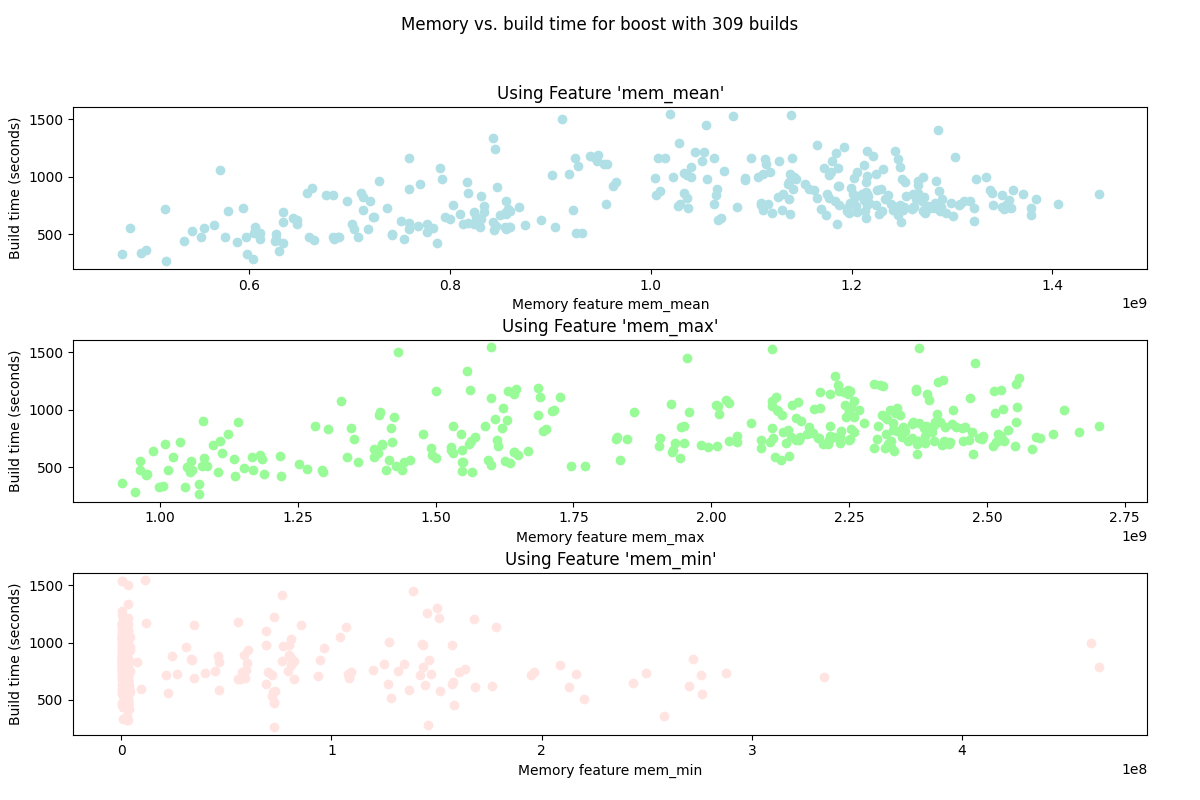 Memory vs. build time for boost with 309 builds
Using Feature 'mem_mean'
Build time (seconds)
1500
1000
500
0.6 0.8 1.0 1.2 1.4
1e9
Memory feature mem_mean
Using Feature 'mem_max'
Build time (seconds)
1500
1000
500
1.00 1.25 1.50 1.75 2.00 2.25 2.50 2.75
1e9
Memory feature mem_max
Using Feature 'mem_min'
Build time (seconds)
1500
1000
500
0 1 2 3 4
1e8
Memory feature mem_min